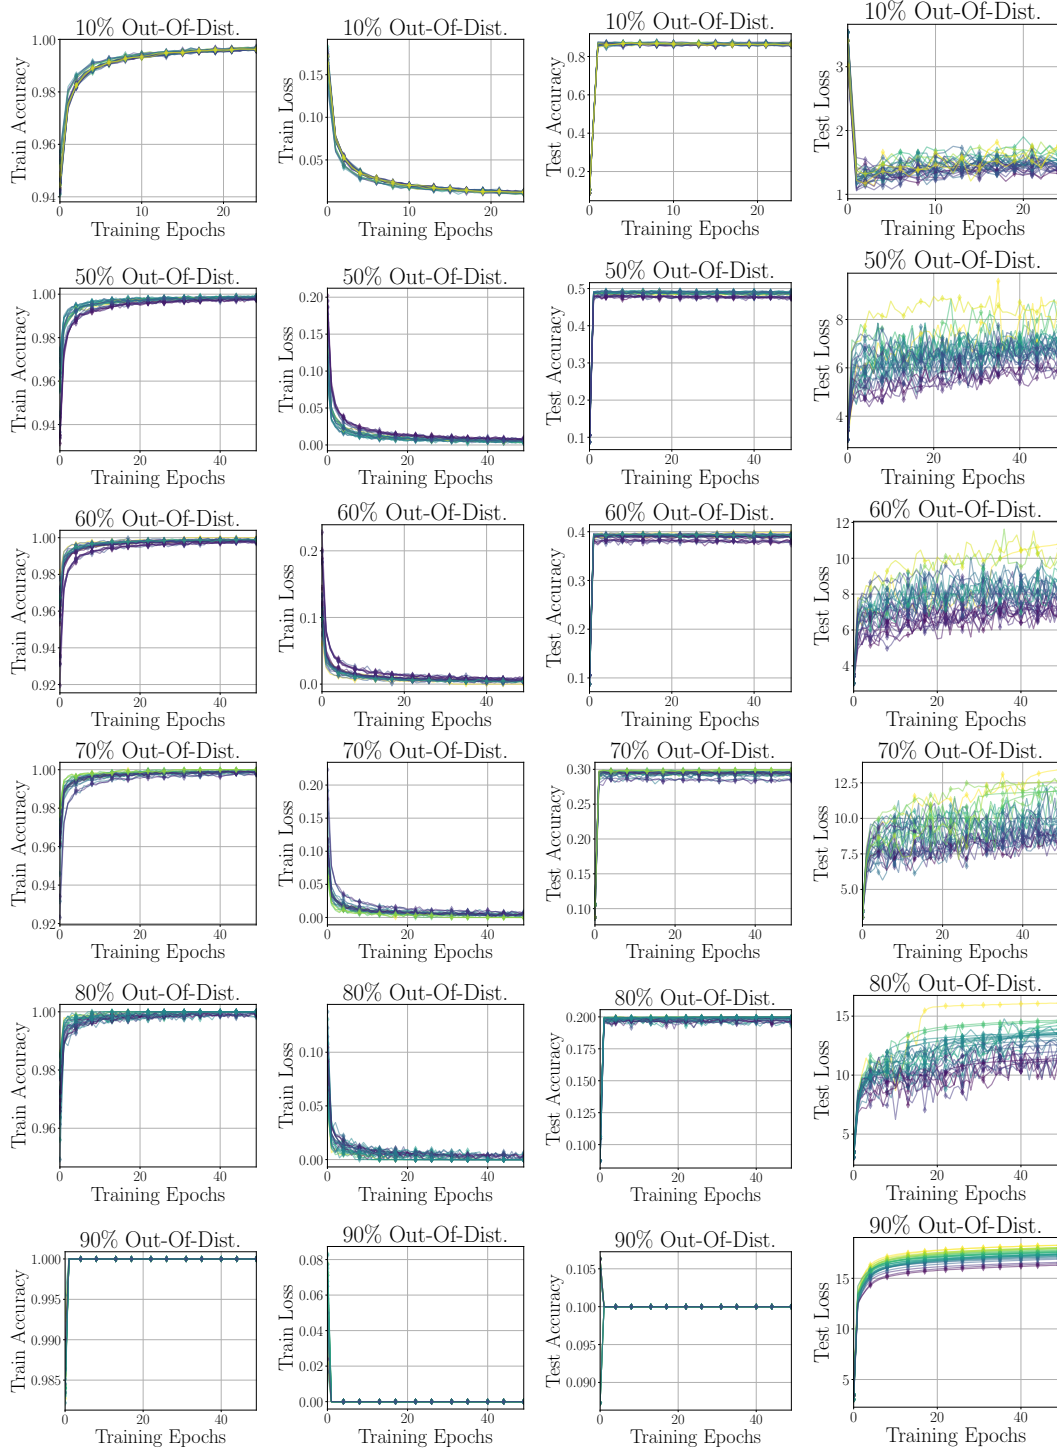 10% Out-Of-Dist.
Train Accuracy
1.00
0.98
0.96
0.94
0
10
20
Training Epochs
10% Out-Of-Dist.
Train Loss
0.15
0.10
0.05
0
10
20
Training Epochs
10% Out-Of-Dist.
Test Accuracy
0.8
0.6
0.4
0.2
0
10
20
Training Epochs
10% Out-Of-Dist.
Test Loss
3
2
1
0
10
20
Training Epochs
50% Out-Of-Dist.
Train Accuracy
1.00
0.98
0.96
0.94
0
20
40
Training Epochs
50% Out-Of-Dist.
Train Loss
0.20
0.15
0.10
0.05
0.00
0
20
40
Training Epochs
50% Out-Of-Dist.
Test Accuracy
0.5
0.4
0.3
0.2
0.1
0
20
40
Training Epochs
50% Out-Of-Dist.
Test Loss
8
6
4
0
20
40
Training Epochs
60% Out-Of-Dist.
Train Accuracy
1.00
0.98
0.96
0.94
0.92
0
20
40
Training Epochs
60% Out-Of-Dist.
Train Loss
0.2
0.1
0.0
0
20
40
Training Epochs
60% Out-Of-Dist.
Test Accuracy
0.4
0.3
0.2
0.1
0
20
40
Training Epochs
60% Out-Of-Dist.
Test Loss
12
10
8
6
4
0
20
40
Training Epochs
70% Out-Of-Dist.
Train Accuracy
1.00
0.98
0.96
0.94
0.92
0
20
40
Training Epochs
70% Out-Of-Dist.
Train Loss
0.20
0.15
0.10
0.05
0.00
0
20
40
Training Epochs
70% Out-Of-Dist.
Test Accuracy
0.30
0.25
0.20
0.15
0.10
0
20
40
Training Epochs
70% Out-Of-Dist.
Test Loss
12.5
10.0
7.5
5.0
0
20
40
Training Epochs
80% Out-Of-Dist.
Train Accuracy
1.00
0.98
0.96
0
20
40
Training Epochs
80% Out-Of-Dist.
Train Loss
0.10
0.05
0.00
0
20
40
Training Epochs
80% Out-Of-Dist.
Test Accuracy
0.200
0.175
0.150
0.125
0.100
0
20
40
Training Epochs
80% Out-Of-Dist.
Test Loss
15
10
5
0
20
40
Training Epochs
90% Out-Of-Dist.
Train Accuracy
1.000
0.995
0.990
0.985
0
20
40
Training Epochs
90% Out-Of-Dist.
Train Loss
0.08
0.06
0.04
0.02
0.00
0
20
40
Training Epochs
90% Out-Of-Dist.
Test Accuracy
0.105
0.100
0.095
0.090
0
20
40
Training Epochs
90% Out-Of-Dist.
Test Loss
15
10
5
0
20
40
Training Epochs